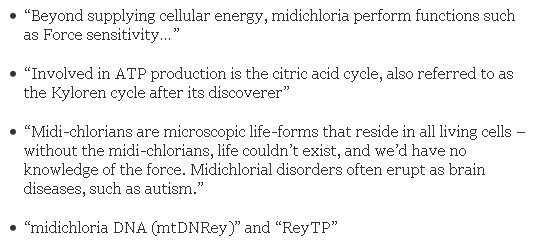 • “Beyond supplying cellular energy, midichloria perform functions such
as Force sensitivity…”
• “Involved in ATP production is the citric acid cycle, also referred to as
the Kyloren cycle after its discoverer”
• “Midi-chlorians are microscopic life-forms that reside in all living cells –
without the midi-chlorians, life couldn’t exist, and we’d have no
knowledge of the force. Midichlorial disorders often erupt as brain
diseases, such as autism.”
• “midichloria DNA (mtDNRey)” and “ReyTP”